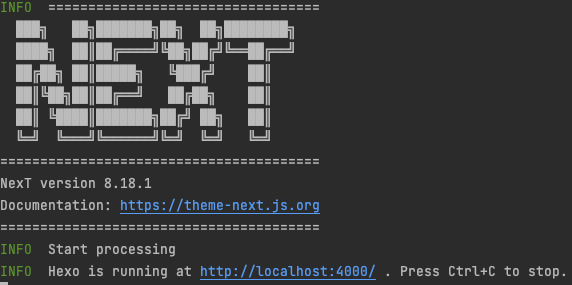 INFO  ==================================
NEXT
========================================
NexT version 8.18.1
Documentation: https://theme-next.js.org
========================================
INFO  Start processing
INFO  Hexo is running at http://localhost:4000/ . Press Ctrl+C to stop.